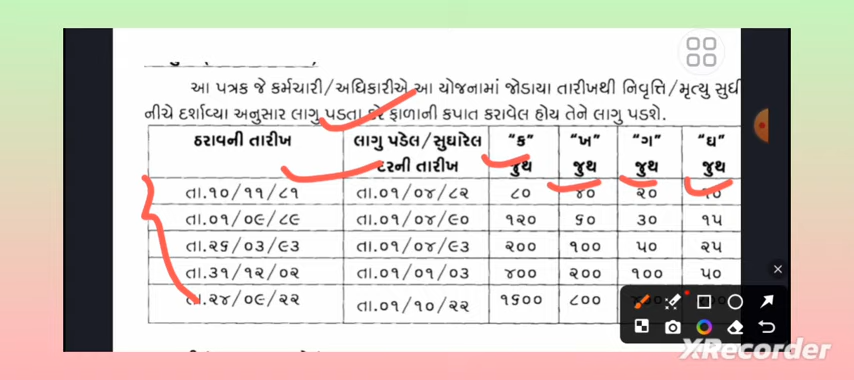 આ પત્રક જે કર્મચારી/અધિકારીએ આ યોજનામાં જોડાયા તારીખથી નિવૃત્તિ/મૃત્યુ સુધી
નીચે દર્શાવ્યા અનુસાર લાગુ પડતા દરે ફાળાની કપાત કરાવેલ હોય તેને લાગુ પડશે.
ઠરાવની તારીખ લાગુ પડેલ/સુધારેલ દરની તારીખ “ક” જુથ “ખ” જુથ “ગ” જુથ “ઘ” જુથ
તા.૧૦/૧૧/૮૧ તા.૦૧/૦૪/૮૨ ૮૦ ૪૦ ૨૦ ૧૦
તા.૦૧/૦૯/૮૯ તા.૦૧/૦૪/૯૦ ૧૨૦ ૬૦ ૩૦ ૧૫
તા.૨૬/૦૩/૯૩ તા.૦૧/૦૪/૯૩ ૨૦૦ ૧૦૦ ૫૦ ૨૫
તા.૩૧/૧૨/૦૨ તા.૦૧/૦૧/૦૩ ૪૦૦ ૨૦૦ ૧૦૦ ૫૦
તા.૨૪/૦૯/૨૨ તા.૦૧/૧૦/૨૨ ૧૬૦૦ ૮૦૦
XRecorder